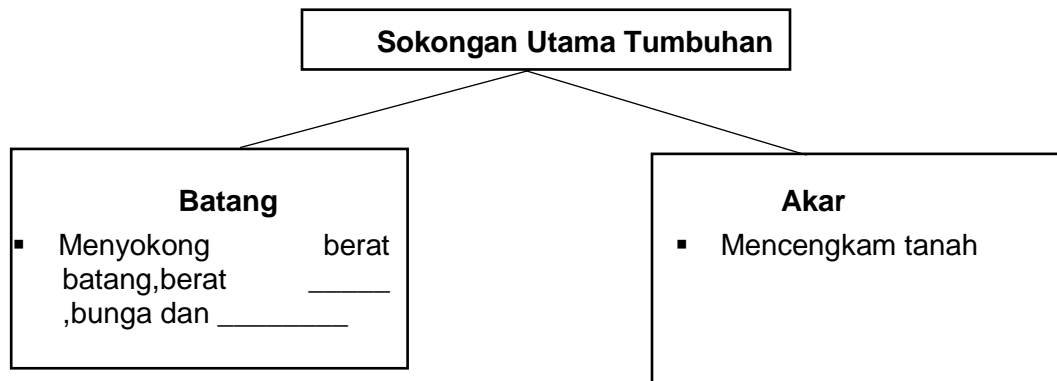 Sokongan Utama Tumbuhan
Batang
▪ Menyokong berat
batang,berat _____
,bunga dan ________
Akar
▪ Mencengkam tanah